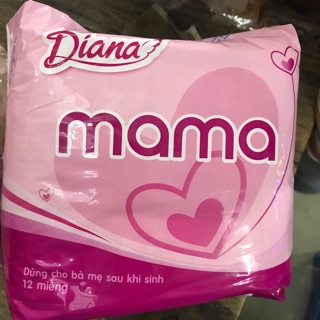 Diana
mama
Dùng cho bà mẹ sau khi sinh
12 miếng